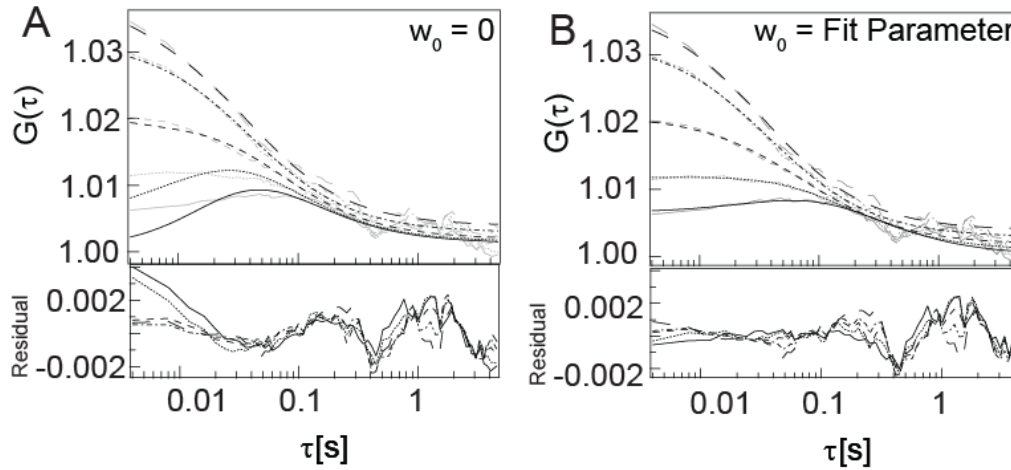 A
w₀ = 0
G(τ)
1.03
1.02
1.01
1.00
Residual
0.002
-0.002
0.01 0.1 1
τ[s]
B
w₀ = Fit Parameter
G(τ)
1.03
1.02
1.01
1.00
Residual
0.002
-0.002
0.01 0.1 1
τ[s]